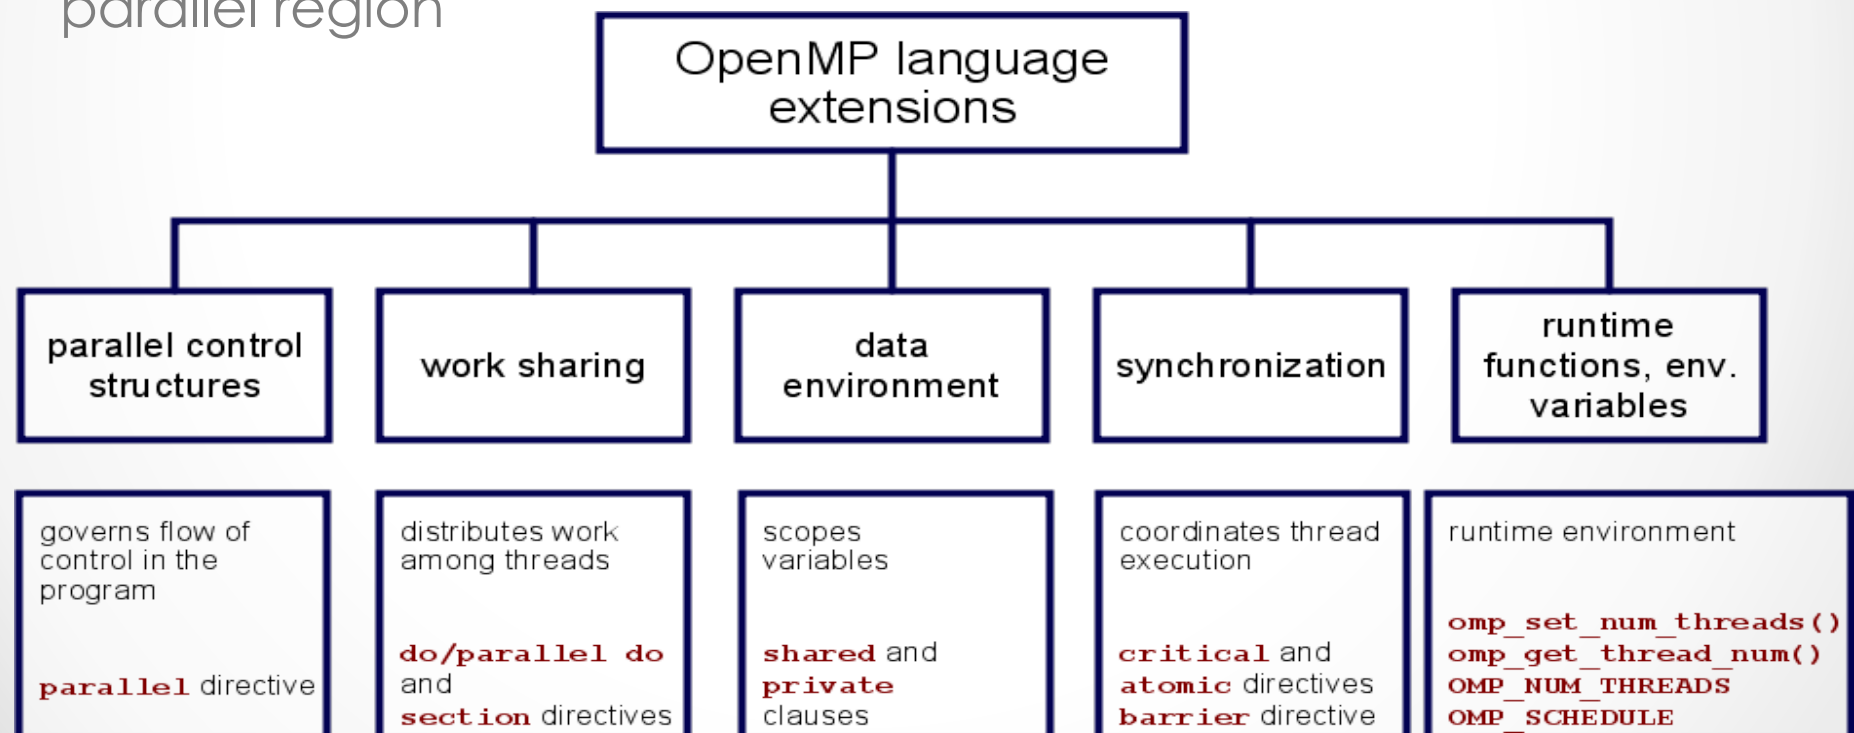 parallel region
OpenMP language
extensions
parallel control
structures
work sharing
data
environment
synchronization
runtime
functions, env.
variables
governs flow of
control in the
program
parallel directive
distributes work
among threads
do/parallel do
and
section directives
scopes
variables
shared and
private
clauses
coordinates thread
execution
critical and
atomic directives
barrier directive
runtime environment
omp_set_num_threads()
omp_get_thread_num()
OMP_NUM_THREADS
OMP_SCHEDULE